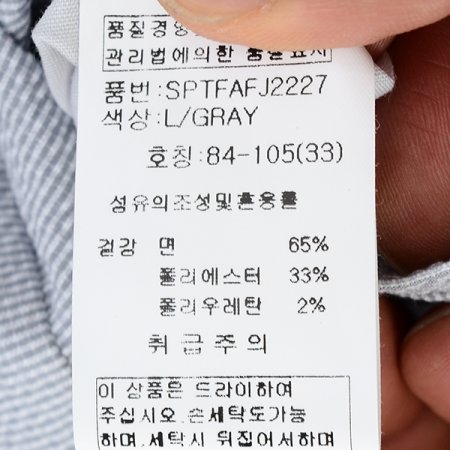 품질경영
관리법에의한 품질표시
품번:SPTFAFJ2227
색상:L/GRAY
호칭:84-105(33)
섬유의조성및혼용률
겉감 면 65%
폴리에스터 33%
폴리우레탄 2%
취급주의
이 상품은 드라이하여
주십시오.손세탁도가능
하며,세탁시 뒤집어서하며